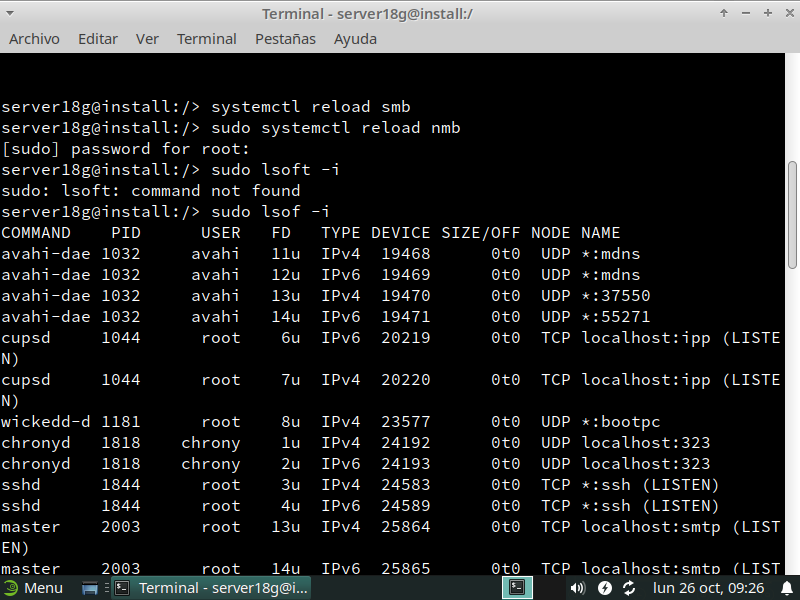 Terminal - server18g@install:/
Archivo Editar Ver Terminal Pestañas Ayuda
server18g@install:/> systemctl reload smb
server18g@install:/> sudo systemctl reload nmb
[sudo] password for root:
server18g@install:/> sudo lsoft -i
sudo: lsoft: command not found
server18g@install:/> sudo lsof -i
COMMAND PID USER FD TYPE DEVICE SIZE/OFF NODE NAME
avahi-dae 1032 avahi 11u IPv4 19468 0t0 UDP *:mdns
avahi-dae 1032 avahi 12u IPv6 19469 0t0 UDP *:mdns
avahi-dae 1032 avahi 13u IPv4 19470 0t0 UDP *:37550
avahi-dae 1032 avahi 14u IPv6 19471 0t0 UDP *:55271
cupsd 1044 root 6u IPv6 20219 0t0 TCP localhost:ipp (LISTE
N)
cupsd 1044 root 7u IPv4 20220 0t0 TCP localhost:ipp (LISTE
N)
wickedd-d 1181 root 8u IPv4 23577 0t0 UDP *:bootpc
chronyd 1818 chrony 1u IPv4 24192 0t0 UDP localhost:323
chronyd 1818 chrony 2u IPv6 24193 0t0 UDP localhost:323
sshd 1844 root 3u IPv4 24583 0t0 TCP *:ssh (LISTEN)
sshd 1844 root 4u IPv6 24589 0t0 TCP *:ssh (LISTEN)
master 2003 root 13u IPv4 25864 0t0 TCP localhost:smtp (LIST
EN)
master 2003 root 14u IPv6 25865 0t0 TCP localhost:smtp (LIST
Menu Terminal - server18g@i... lun 26 oct, 09:26